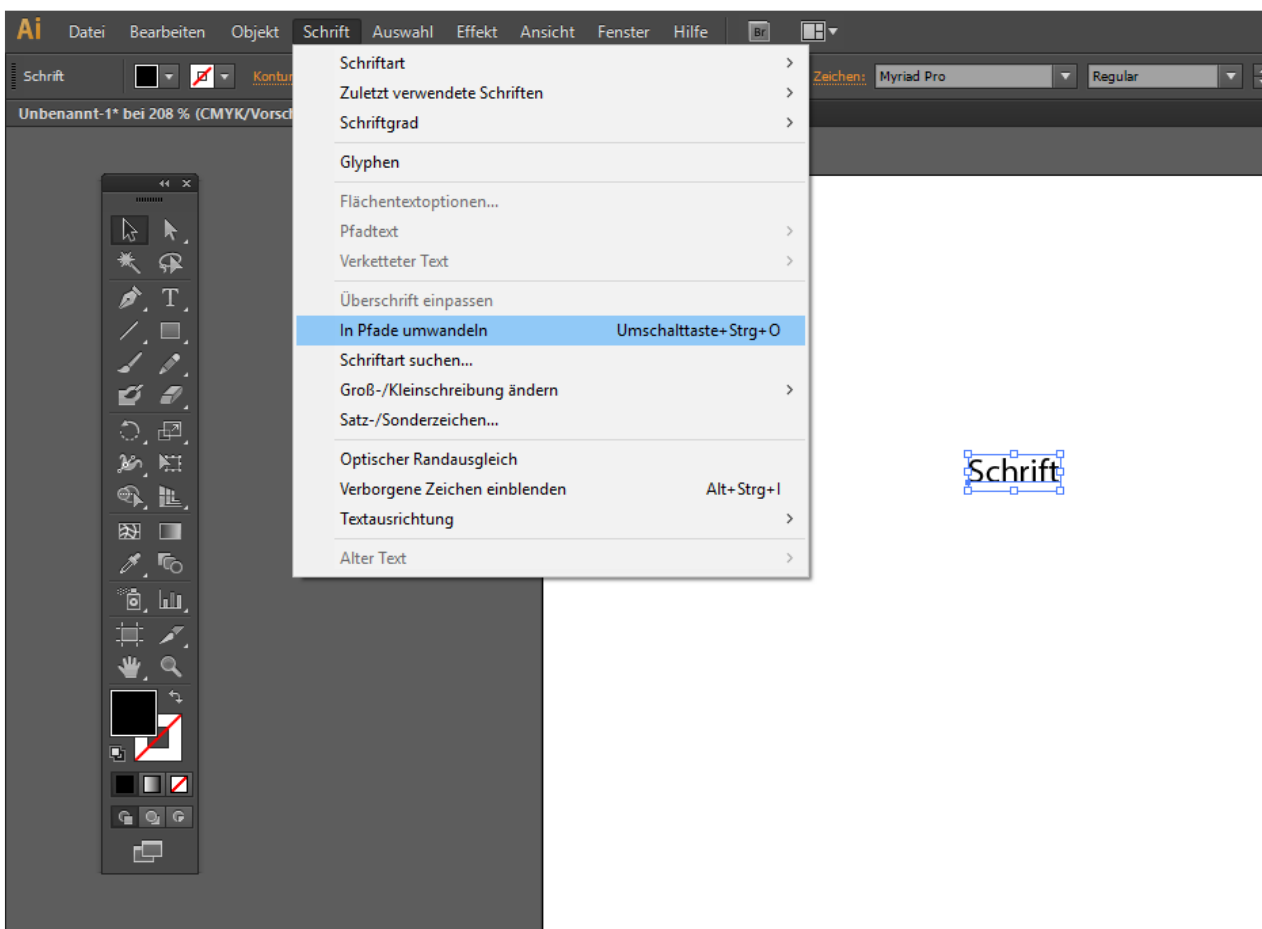 Ai Datei Bearbeiten Objekt Schrift Auswahl Effekt Ansicht Fenster Hilfe Br
Schrift Kontur Zeichen: Myriad Pro Regular
Unbenannt-1* bei 208 % (CMYK/Vorsch
Schriftart
Zuletzt verwendete Schriften
Schriftgrad
Glyphen
Flächentextoptionen...
Pfadtext
Verketteter Text
Überschrift einpassen
In Pfade umwandeln Umschalttaste+Strg+O
Schriftart suchen...
Groß-/Kleinschreibung ändern
Satz-/Sonderzeichen...
Optischer Randausgleich
Verborgene Zeichen einblenden Alt+Strg+I
Textausrichtung
Alter Text
Schrift